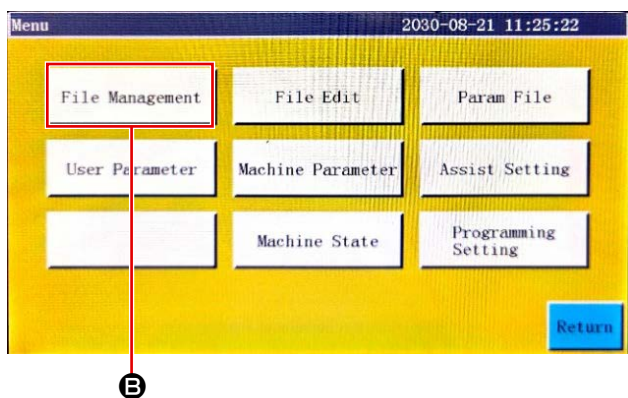 Menu 2030-08-21 11:25:22
File Management File Edit Param File
User Parameter Machine Parameter Assist Setting
Machine State Programming
Setting
Return
B